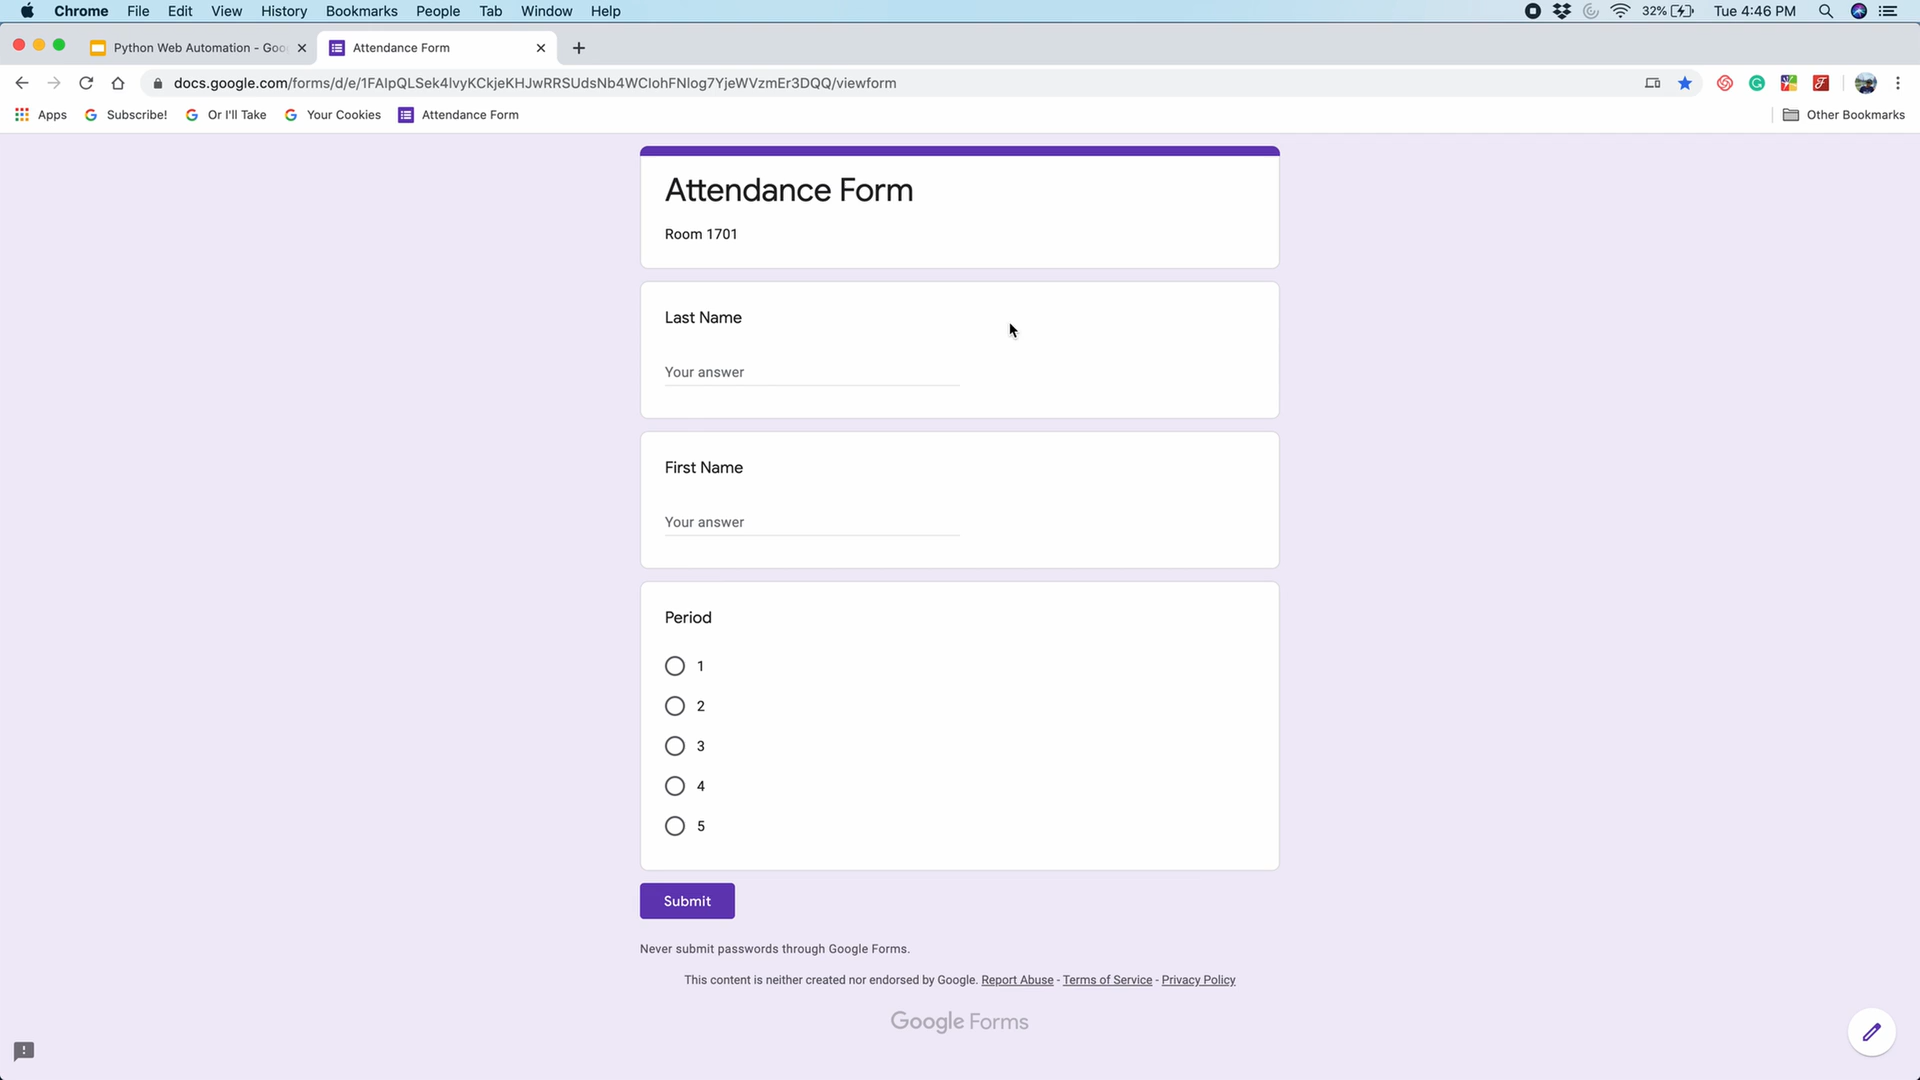 Chrome File Edit View History Bookmarks People Tab Window Help 32% Tue 4:46 PM
Python Web Automation - Goo Attendance Form
docs.google.com/forms/d/e/1FAIpQLSek4lvyKCkjeKHJwRRSUdsNb4WCIohFNlog7YjeWVzmEr3DQQ/viewform
Apps Subscribe! Or I'll Take Your Cookies Attendance Form Other Bookmarks
Attendance Form
Room 1701
Last Name
Your answer
First Name
Your answer
Period
1
2
3
4
5
Submit
Never submit passwords through Google Forms.
This content is neither created nor endorsed by Google. Report Abuse - Terms of Service - Privacy Policy
Google Forms